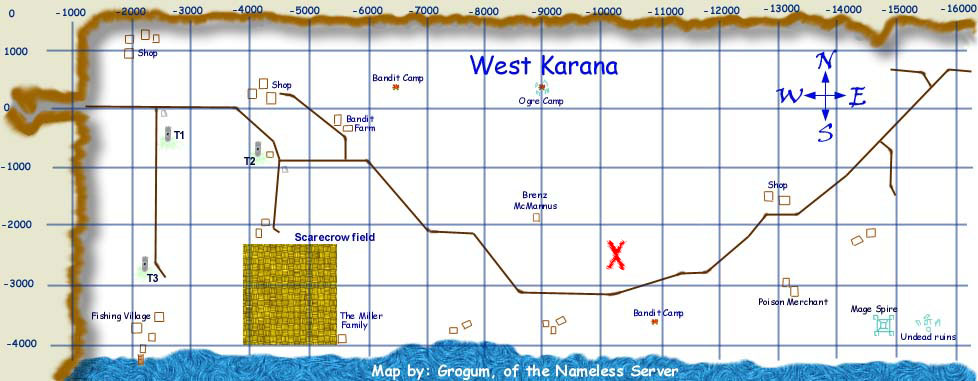 0 -1000 -2000 -3000 -4000 -5000 -6000 -7000 -8000 -9000 -10000 -11000 -12000 -13000 -14000 -15000 -16000
1000
0
-1000
-2000
-3000
-4000
West Karana
N
W E
S
Shop
Shop
Bandit Camp
Ogre Camp
Bandit
Farm
T1
T2
T3
Brenz
McMannus
Shop
Scarecrow field
X
Poison Merchant
Fishing Village
The Miller
Family
Bandit Camp
Mage Spire
Undead ruins
Map by: Grogum, of the Nameless Server